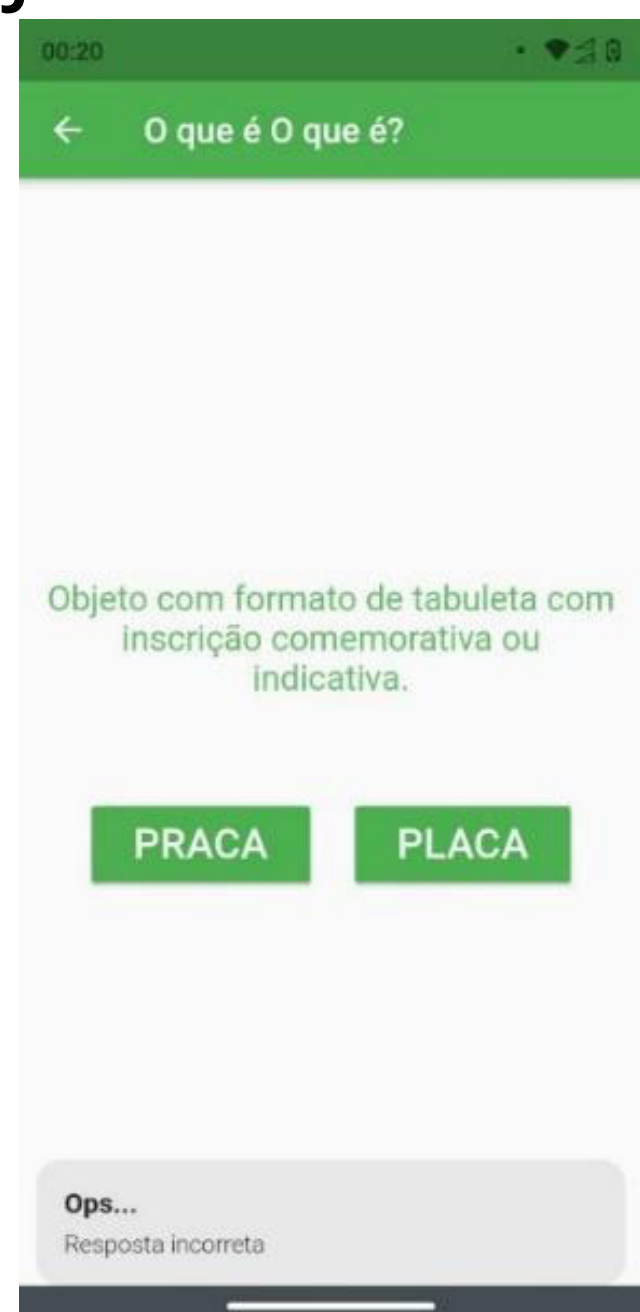 00:20
O que é O que é?
Objeto com formato de tabuleta com
inscrição comemorativa ou
indicativa.
PRACA PLACA
Ops...
Resposta incorreta